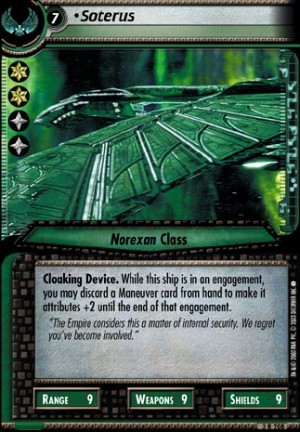 7 •Soterus
Norexan Class
Cloaking Device. While this ship is in an engagement,
you may discard a Maneuver card from hand to make it
attributes +2 until the end of that engagement.
"The Empire considers this a matter of internal security. We regret
you've become involved."
RANGE 9 WEAPONS 9 SHIELDS 9